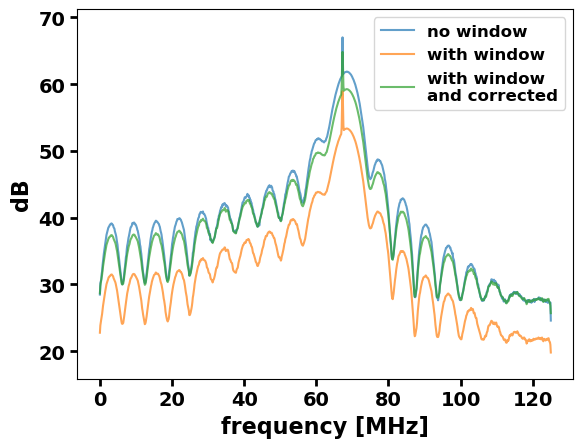 70
60
50
40
30
20
dB
no window
with window
with window
and corrected
0 20 40 60 80 100 120
frequency [MHz]